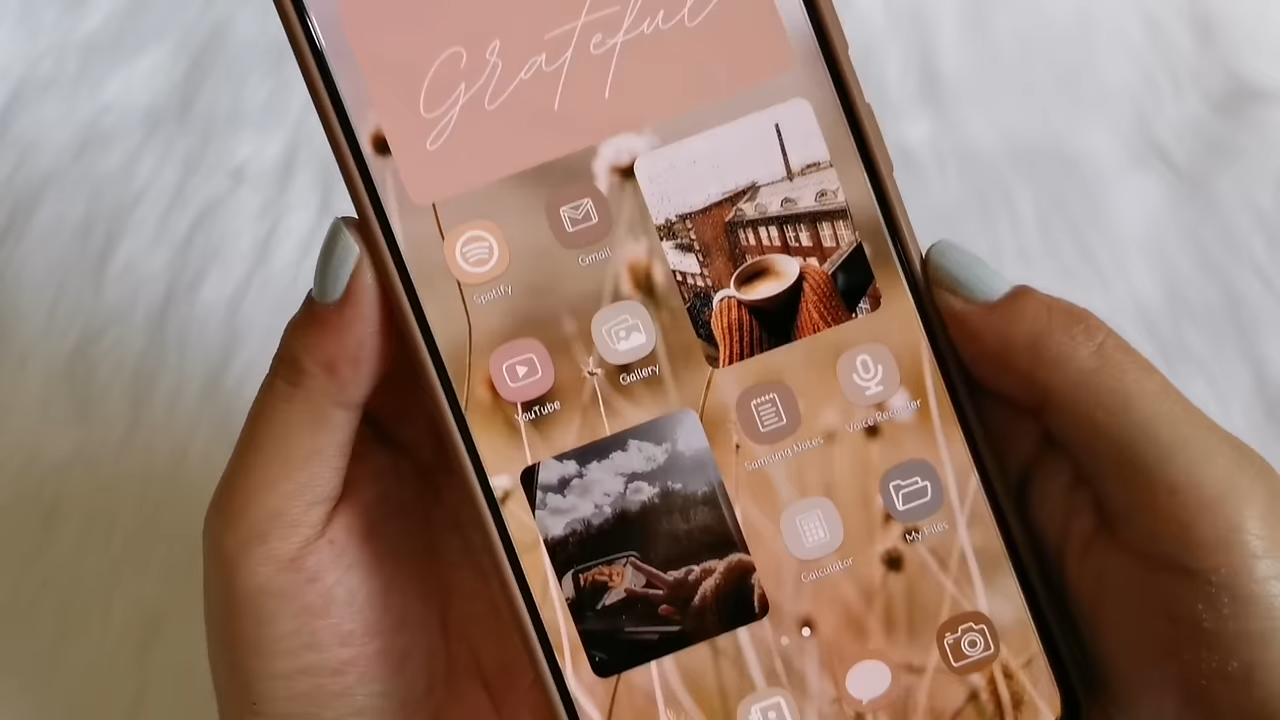 Grateful
Spotify
Gmail
YouTube
Gallery
Samsung Notes
Voice Recorder
Calculator
My Files